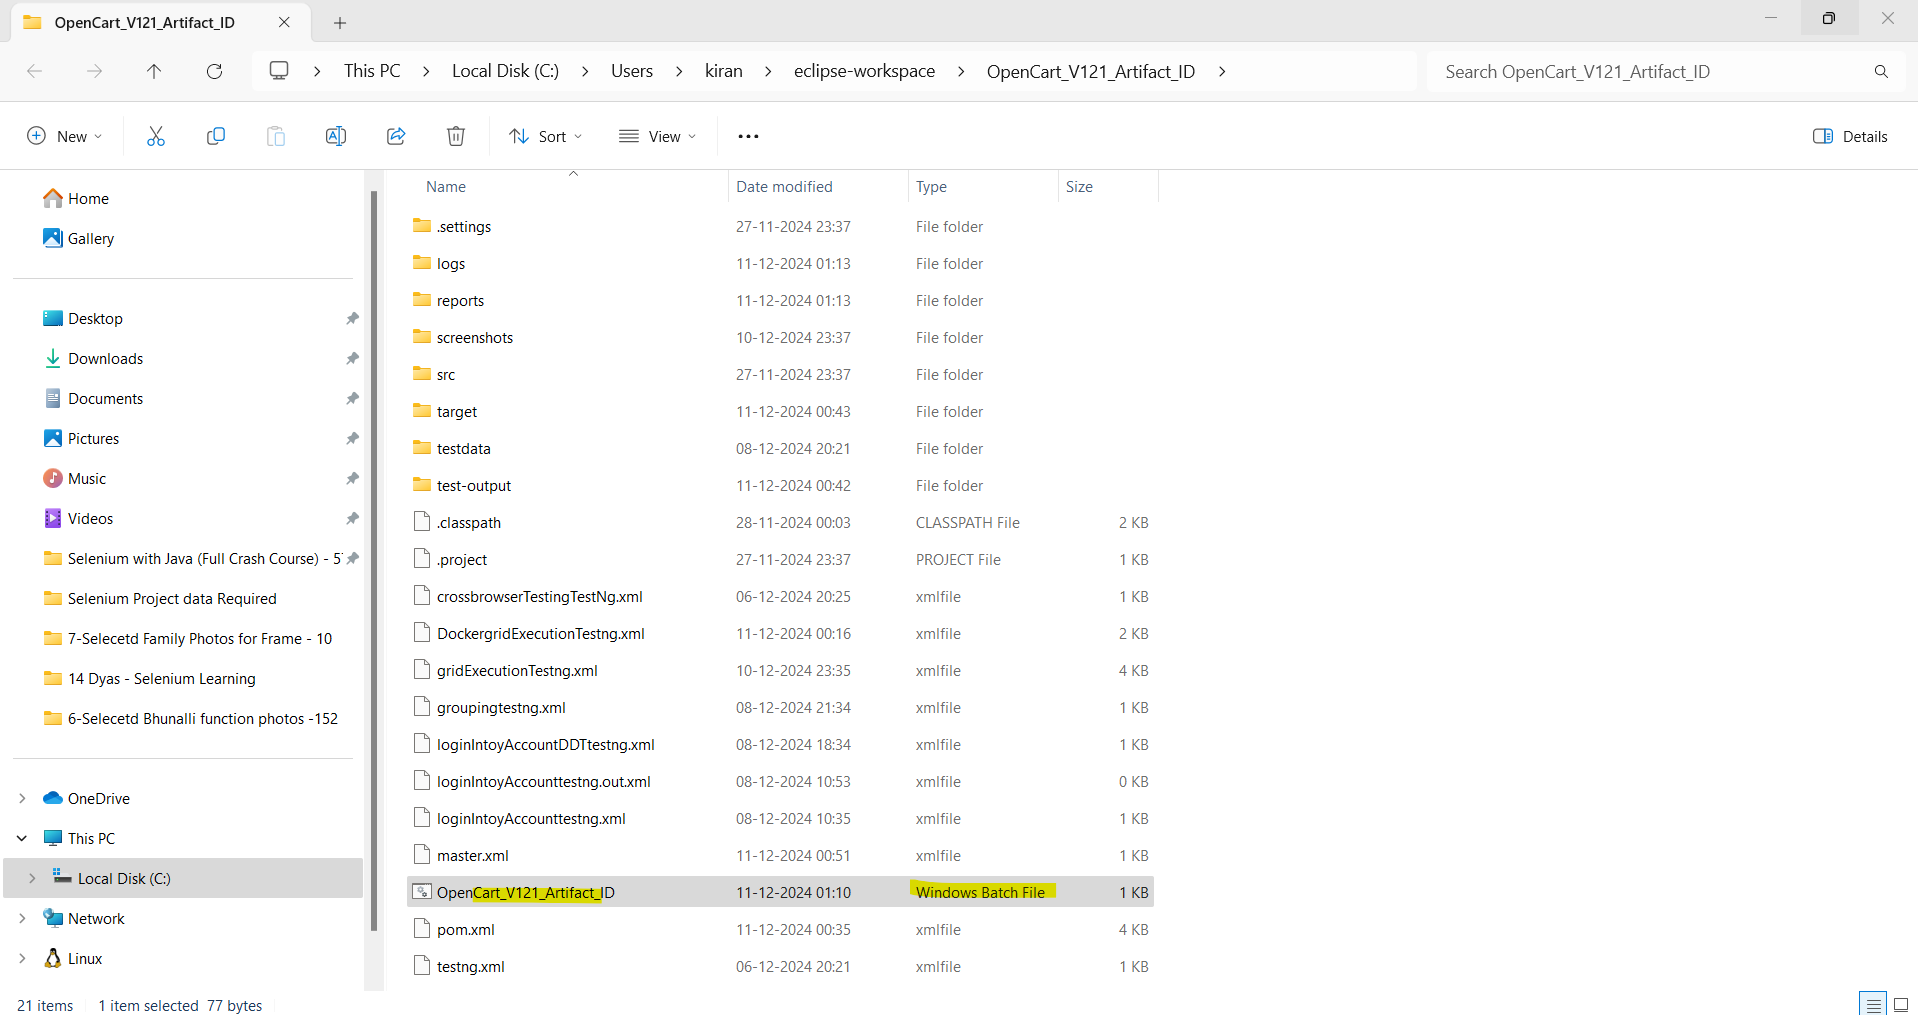 OpenCart_V121_Artifact_ID
This PC > Local Disk (C:) > Users > kiran > eclipse-workspace > OpenCart_V121_Artifact_ID >
Search OpenCart_V121_Artifact_ID
New
Sort
View
Details
Home
Gallery
Desktop
Downloads
Documents
Pictures
Music
Videos
Selenium with Java (Full Crash Course) - 5
Selenium Project data Required
7-Selecetd Family Photos for Frame - 10
14 Dyas - Selenium Learning
6-Selecetd Bhunalli function photos -152
OneDrive
This PC
Local Disk (C:)
Network
Linux
Name Date modified Type Size
.settings 27-11-2024 23:37 File folder
logs 11-12-2024 01:13 File folder
reports 11-12-2024 01:13 File folder
screenshots 10-12-2024 23:37 File folder
src 27-11-2024 23:37 File folder
target 11-12-2024 00:43 File folder
testdata 08-12-2024 20:21 File folder
test-output 11-12-2024 00:42 File folder
.classpath 28-11-2024 00:03 CLASSPATH File 2 KB
.project 27-11-2024 23:37 PROJECT File 1 KB
crossbrowserTestingTestNg.xml 06-12-2024 20:25 xmlfile 1 KB
DockergridExecutionTestng.xml 11-12-2024 00:16 xmlfile 2 KB
gridExecutionTestng.xml 10-12-2024 23:35 xmlfile 4 KB
groupingtestng.xml 08-12-2024 21:34 xmlfile 1 KB
loginIntoyAccountDDTtestng.xml 08-12-2024 18:34 xmlfile 1 KB
loginIntoyAccounttestng.out.xml 08-12-2024 10:53 xmlfile 0 KB
loginIntoyAccounttestng.xml 08-12-2024 10:35 xmlfile 1 KB
master.xml 11-12-2024 00:51 xmlfile 1 KB
OpenCart_V121_Artifact_ID 11-12-2024 01:10 Windows Batch File 1 KB
pom.xml 11-12-2024 00:35 xmlfile 4 KB
testng.xml 06-12-2024 20:21 xmlfile 1 KB
21 items 1 item selected 77 bytes